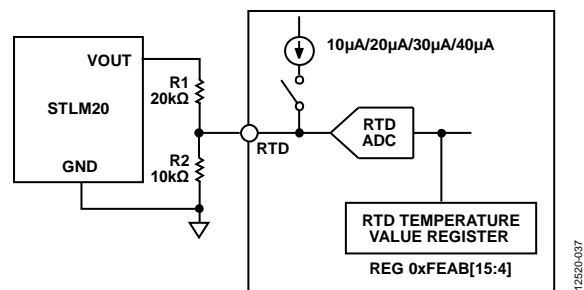 VOUT
STLM20
GND
R1
20kΩ
R2
10kΩ
RTD
10µA/20µA/30µA/40µA
RTD
ADC
RTD TEMPERATURE
VALUE REGISTER
REG 0xFEAB[15:4]
12520-037